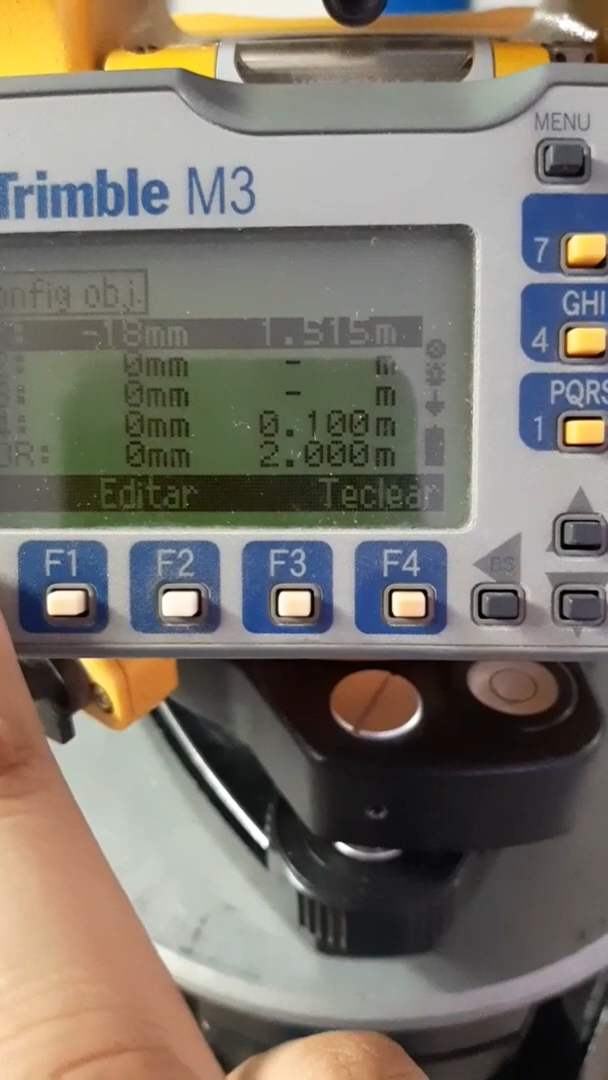 MENU
Trimble M3
7
onfig obj.
: -18mm 1.515m
: 0mm - m
: 0mm - m
: 0mm 0.100m
OR: 0mm 2.000m
Editar Teclear
GHI
4
PQRS
1
F1 F2 F3 F4
BS